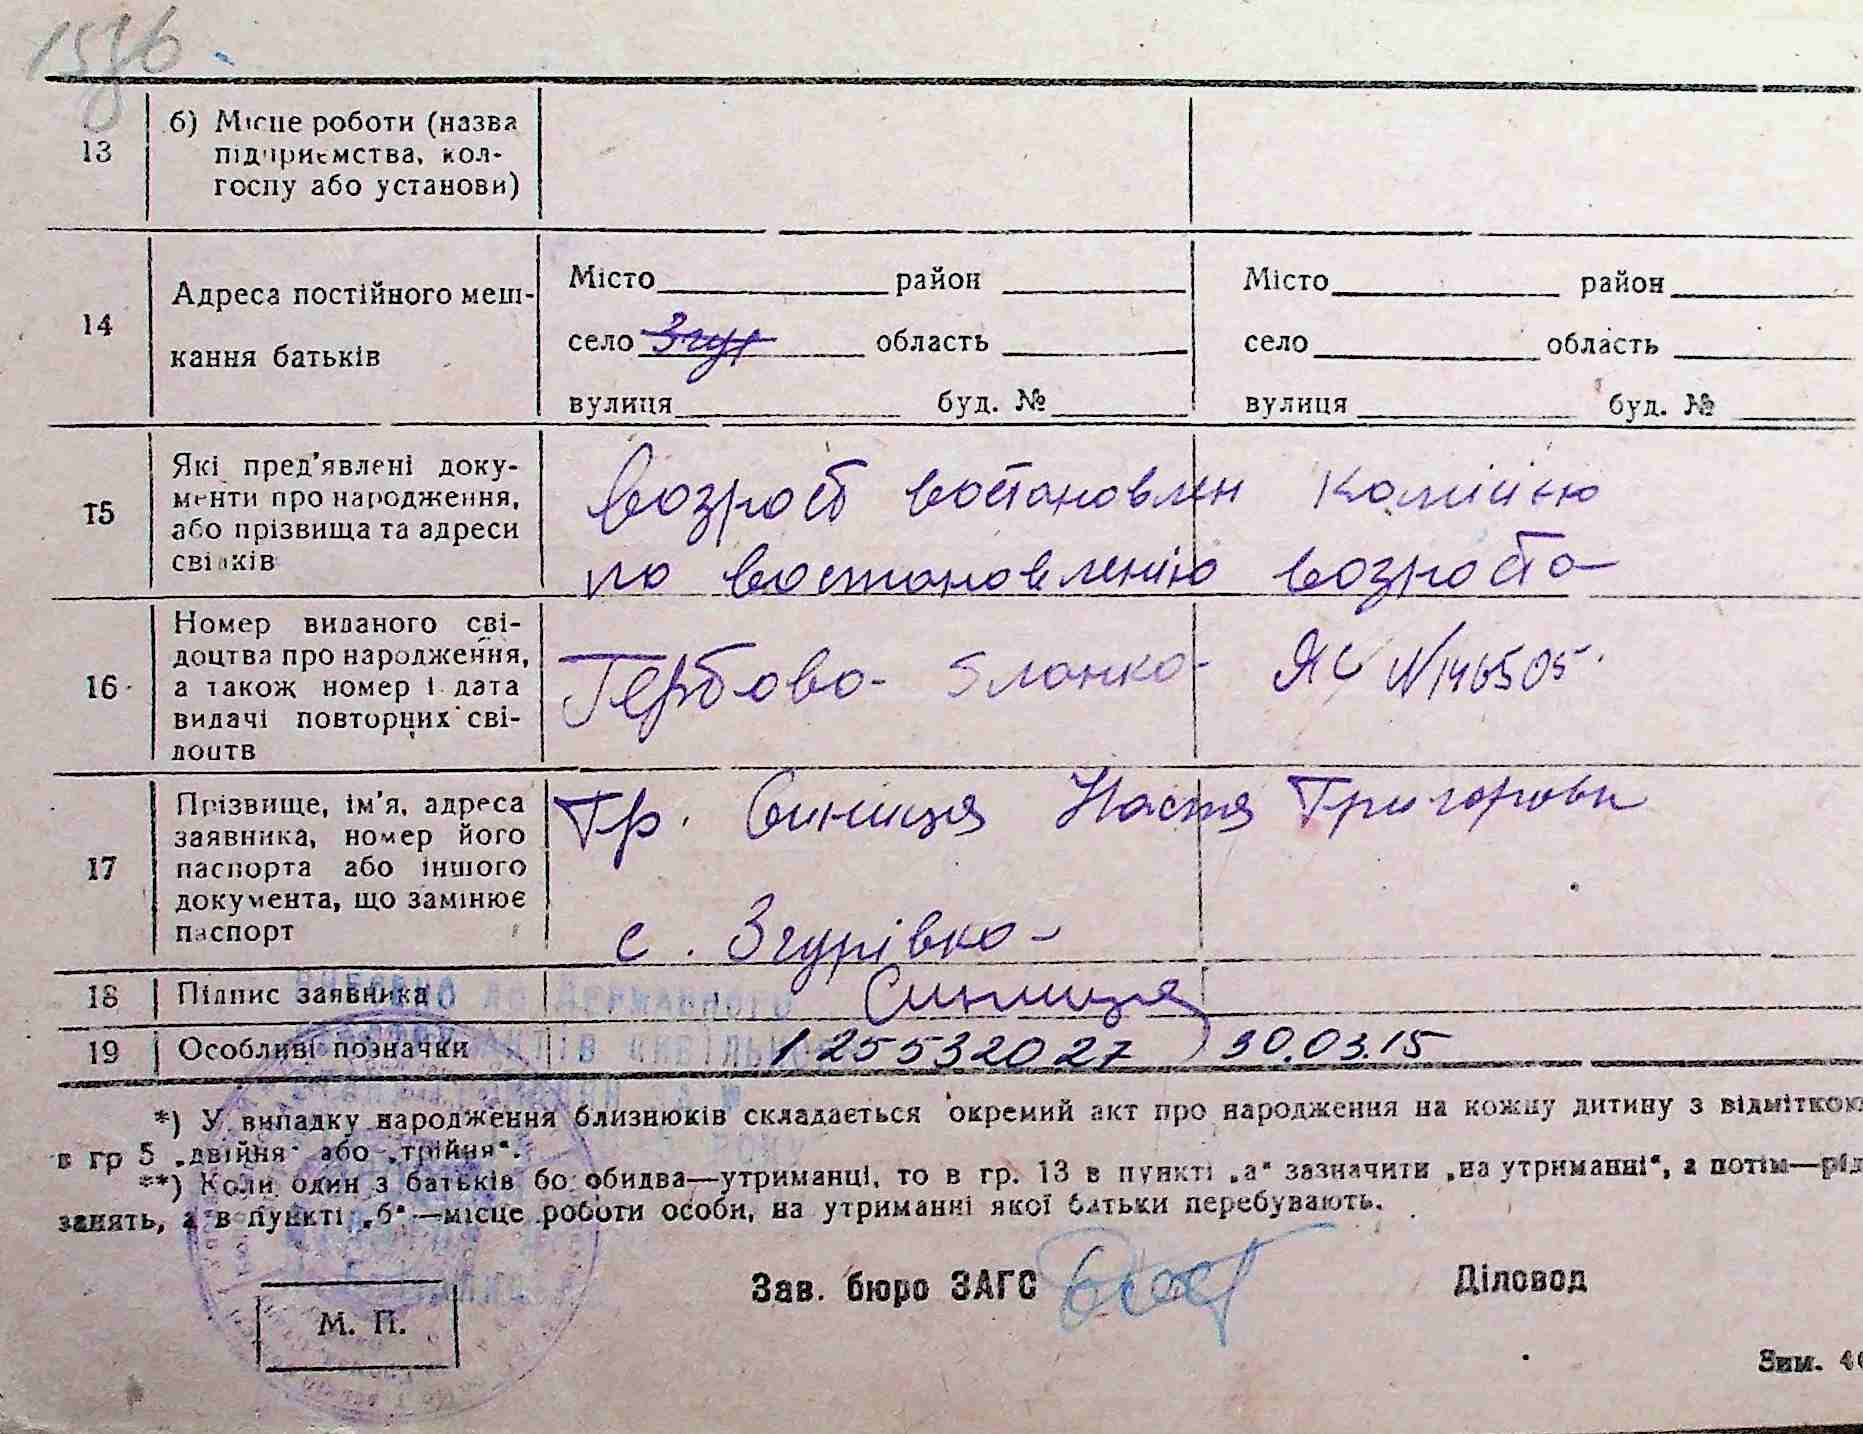 13
б) Місце роботи (назва
підприємства, кол-
госпу або установи)
14
Адреса постійного меш-
кання батьків
Місто район
село Згур область
вулиця буд. №
Місто район
село область
вулиця буд. №
15
Які пред'явлені доку-
менти про народження,
або прізвища та адреси
свідків
Возраст востановлен комісією
по востановленію возраста
16
Номер виданого сві-
доцтва про народження,
а також номер і дата
видачі повторних сві-
доцтв
Гербова бланка ЯС №146505
17
Прізвище, ім'я, адреса
заявника, номер його
паспорта або іншого
документа, що замінює
паспорт
Гр. Синиця Настя Григоровн
с. Згурівка
18 Підпис заявника
Синиця
19 Особливі позначки
125532027 30.03.15
*) У випадку народження близнюків складається окремий акт про народження на кожну дитину з відміткою
в гр 5 „двійня" або „трійня".
**) Коли один з батьків бо обидва—утриманці, то в гр. 13 в пункті „а" зазначити „на утриманні", а потім—рід
занять, а в пункті „б"—місце роботи особи, на утриманні якої батьки перебувають.
Зав. бюро ЗАГС
Діловод
М. П.
Зим.